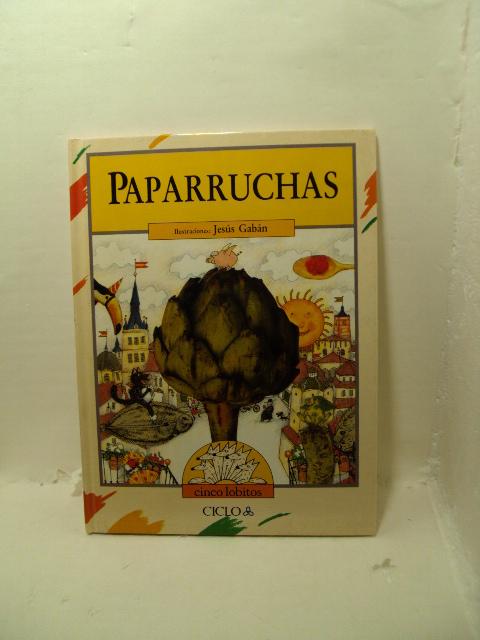 PAPARRUCHAS
Ilustraciones: Jesús Gabán
cinco lobitos
CICLO